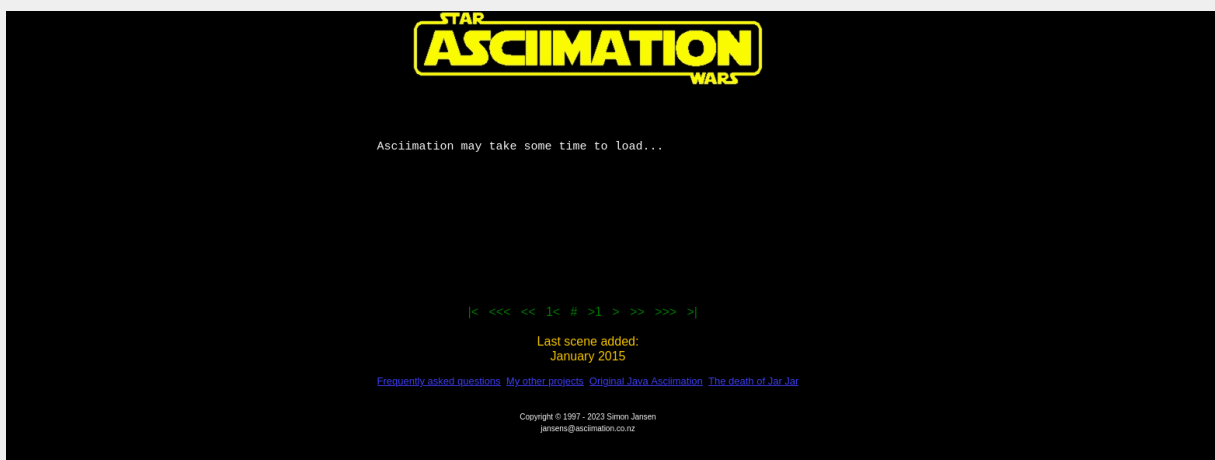 STAR
ASCIIMATION
WARS
Asciimation may take some time to load...
|< <<< << 1< # >1 > >> >>> >|
Last scene added:
January 2015
Frequently asked questions My other projects Original Java Asciimation The death of Jar Jar
Copyright © 1997 - 2023 Simon Jansen
jansens@asciimation.co.nz